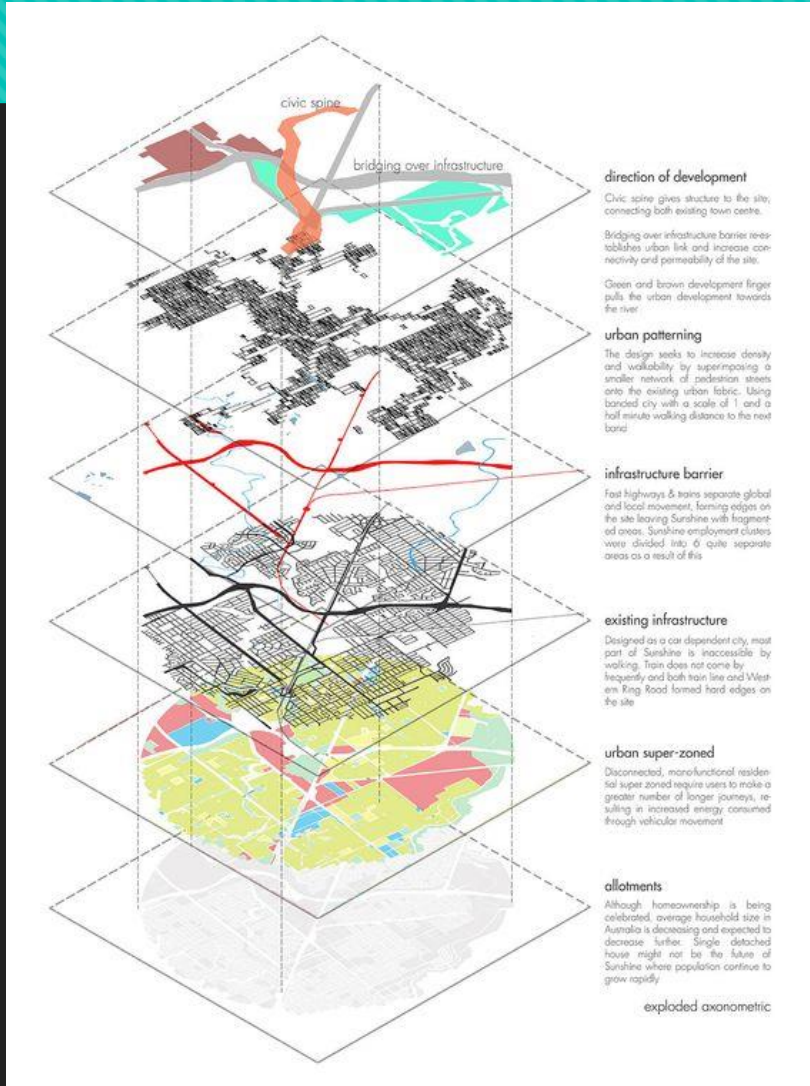 civic spine
bridging over infrastructure
direction of development
Civic spine gives structure to the site,
connecting both existing town centre.
Bridging over infrastructure barrier re-es-
tablishes urban link and increase con-
nectivity and permeability of the site.
Green and brown development finger
pulls the urban development towards
the river
urban patterning
The design seeks to increase density
and walkability by superimposing a
smaller network of pedestrian streets
onto the existing urban fabric. Using
banded city with a scale of 1 and a
half minute walking distance to the next
band
infrastructure barrier
Fast highways & trains separate global
and local movement, forming edges on
the site leaving Sunshine with fragment-
ed areas. Sunshine employment clusters
were divided into 6 quite separate
areas as a result of this
existing infrastructure
Designed as a car dependent city, most
part of Sunshine is inaccessible by
walking. Train does not come by
frequently and both train line and West-
ern Ring Road formed hard edges on
the site
urban super-zoned
Disconnected, mono-functional residen-
tial super zoned require users to make a
greater number of longer journeys, re-
sulting in increased energy consumed
through vehicular movement
allotments
Although homeownership is being
celebrated, average household size in
Australia is decreasing and expected to
decrease further. Single detached
house might not be the future of
Sunshine where population continue to
grow rapidly
exploded axonometric